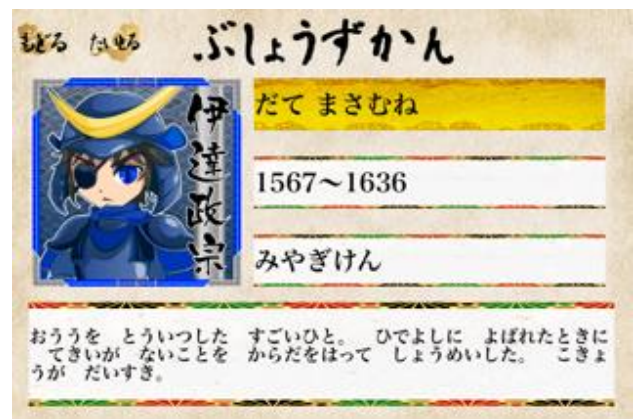 もどる たいせる
ぶしょうずかん
伊達政宗
だて まさむね
1567～1636
みやぎけん
おううを とういつした すごいひと。 ひでよしに よばれたときに
てきいが ないことを からだをはって しょうめいした。 こきょ
うが だいすき。